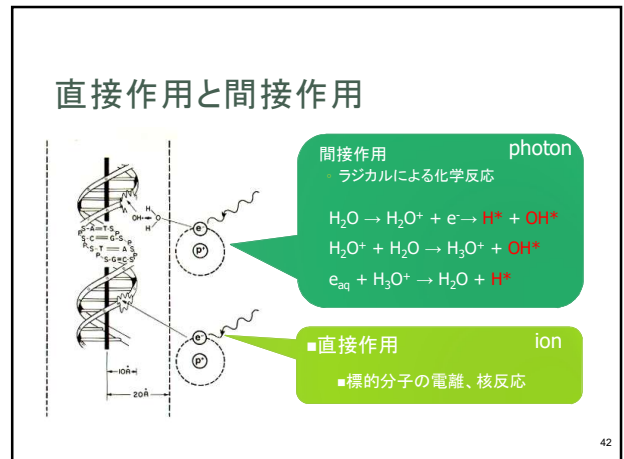 直接作用と間接作用
間接作用 photon
◦ ラジカルによる化学反応
H₂O → H₂O⁺ + e⁻→ H* + OH*
H₂O⁺ + H₂O → H₃O⁺ + OH*
e_aq + H₃O⁺ → H₂O + H*
■直接作用 ion
■標的分子の電離、核反応
H
OH• O
H
e⁻
p⁺
S-A=T-S
P S-C≡G-S P
P S-T=A S P
P S-G≡C-S P
e⁻
p⁺
10Å
20Å
42